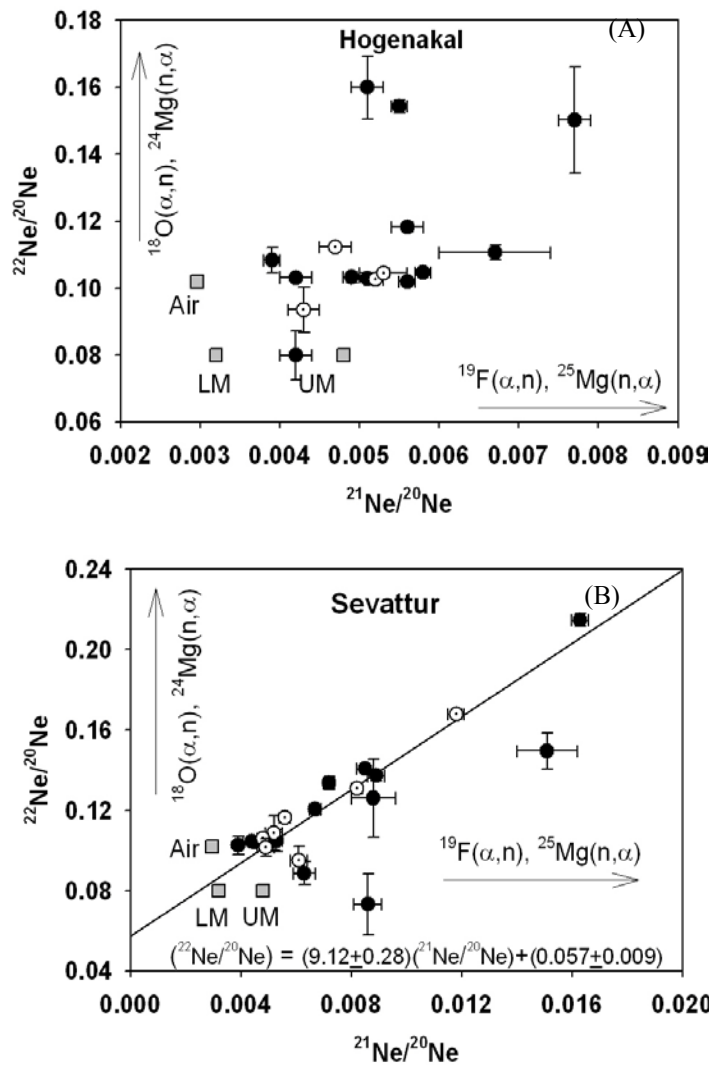 Hogenakal
(A)
0.18
0.16
0.14
0.12
0.10
0.08
0.06
²²Ne/²⁰Ne
¹⁸O(α,n), ²⁴Mg(n,α)
Air
LM
UM
¹⁹F(α,n), ²⁵Mg(n,α)
0.002 0.003 0.004 0.005 0.006 0.007 0.008 0.009
²¹Ne/²⁰Ne
Sevattur
(B)
0.24
0.20
0.16
0.12
0.08
0.04
²²Ne/²⁰Ne
¹⁸O(α,n), ²⁴Mg(n,α)
Air
LM
UM
¹⁹F(α,n), ²⁵Mg(n,α)
(²²Ne/²⁰Ne) = (9.12±0.28)(²¹Ne/²⁰Ne)+(0.057±0.009)
0.000 0.004 0.008 0.012 0.016 0.020
²¹Ne/²⁰Ne